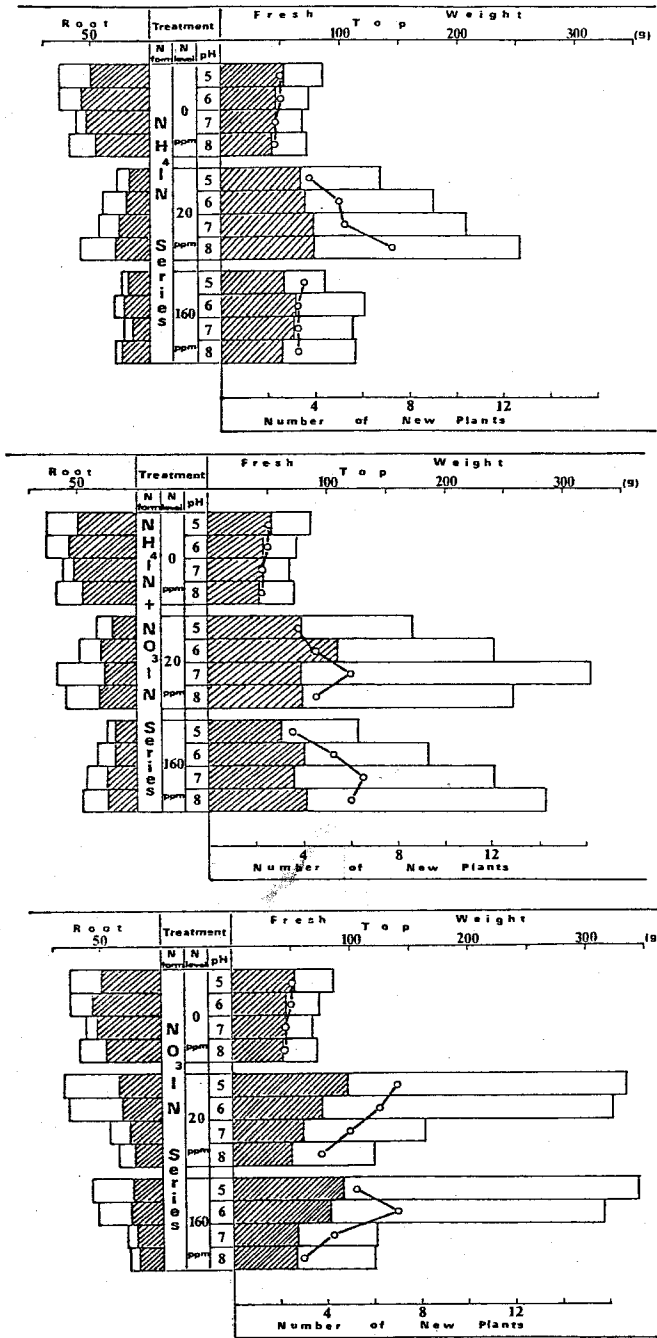 Root Treatment Fresh Top Weight
50 100 200 300 (g)
N form N level pH
NH4-N Series
0 ppm
5
6
7
8
20 ppm
5
6
7
8
160 ppm
5
6
7
8
4 8 12
Number of New Plants
Root Treatment Fresh Top Weight
50 100 200 300 (g)
N form N level pH
NH4-N + NO3-N Series
0 ppm
5
6
7
8
20 ppm
5
6
7
8
160 ppm
5
6
7
8
4 8 12
Number of New Plants
Root Treatment Fresh Top Weight
50 100 200 300 (g)
N form N level pH
NO3-N Series
0 ppm
5
6
7
8
20 ppm
5
6
7
8
160 ppm
5
6
7
8
4 8 12
Number of New Plants